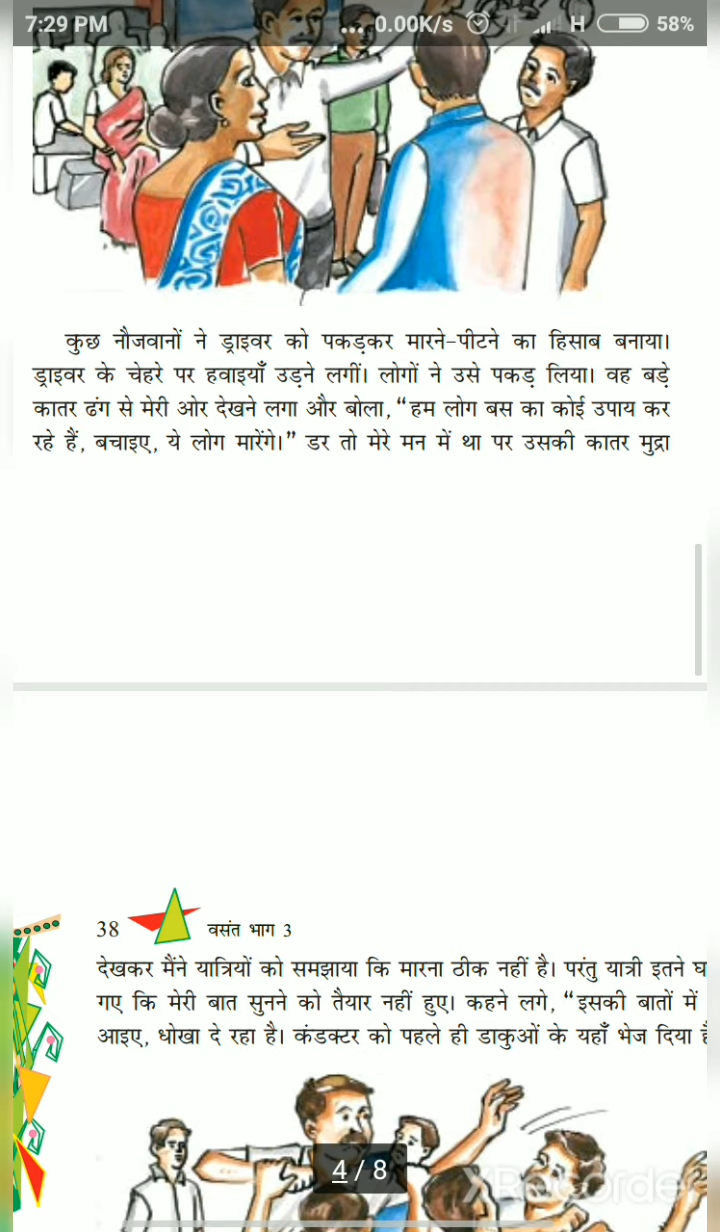 7:29 PM ... 0.00K/s H 58%
कुछ नौजवानों ने ड्राइवर को पकड़कर मारने-पीटने का हिसाब बनाया।
ड्राइवर के चेहरे पर हवाइयाँ उड़ने लगीं। लोगों ने उसे पकड़ लिया। वह बड़े
कातर ढंग से मेरी ओर देखने लगा और बोला, “हम लोग बस का कोई उपाय कर
रहे हैं, बचाइए, ये लोग मारेंगे।” डर तो मेरे मन में था पर उसकी कातर मुद्रा
38 वसंत भाग 3
देखकर मैंने यात्रियों को समझाया कि मारना ठीक नहीं है। परंतु यात्री इतने
गए कि मेरी बात सुनने को तैयार नहीं हुए। कहने लगे, “इसकी बातों में
आइए, धोखा दे रहा है। कंडक्टर को पहले ही डाकुओं के यहाँ भेज दिया
4 / 8
XRecorder